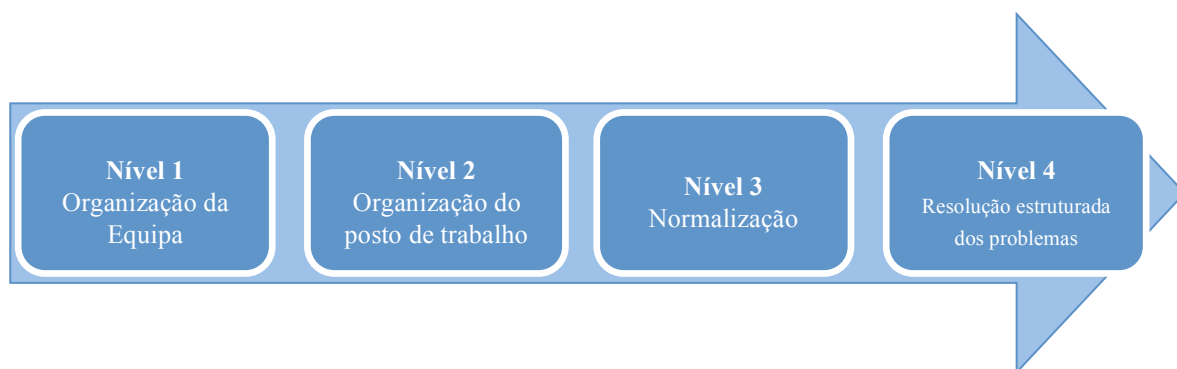 Nível 1
Organização da
Equipa
Nível 2
Organização do
posto de trabalho
Nível 3
Normalização
Nível 4
Resolução estruturada
dos problemas